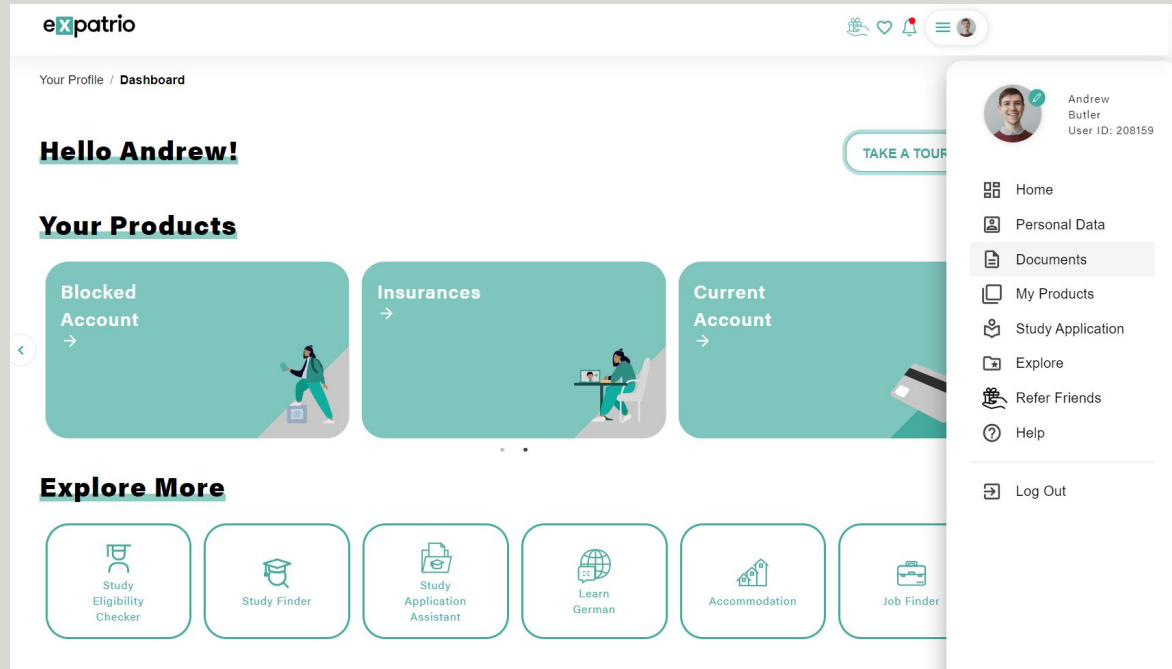 expatrio
Your Profile / Dashboard
Hello Andrew!
TAKE A TOUR
Your Products
Blocked
Account
Insurances
Current
Account
Explore More
Study
Eligibility
Checker
Study Finder
Study
Application
Assistant
DE
Learn
German
Accommodation
Job Finder
Andrew
Butler
User ID: 208159
Home
Personal Data
Documents
My Products
Study Application
Explore
Refer Friends
Help
Log Out